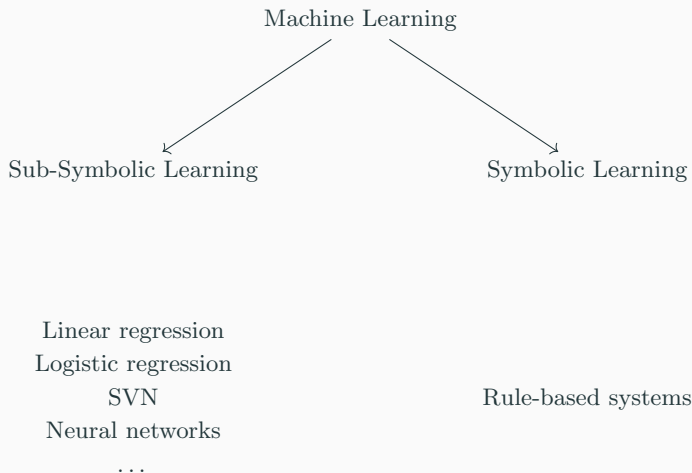 Machine Learning
Sub-Symbolic Learning
Symbolic Learning
Linear regression
Logistic regression
SVN
Neural networks
...
Rule-based systems